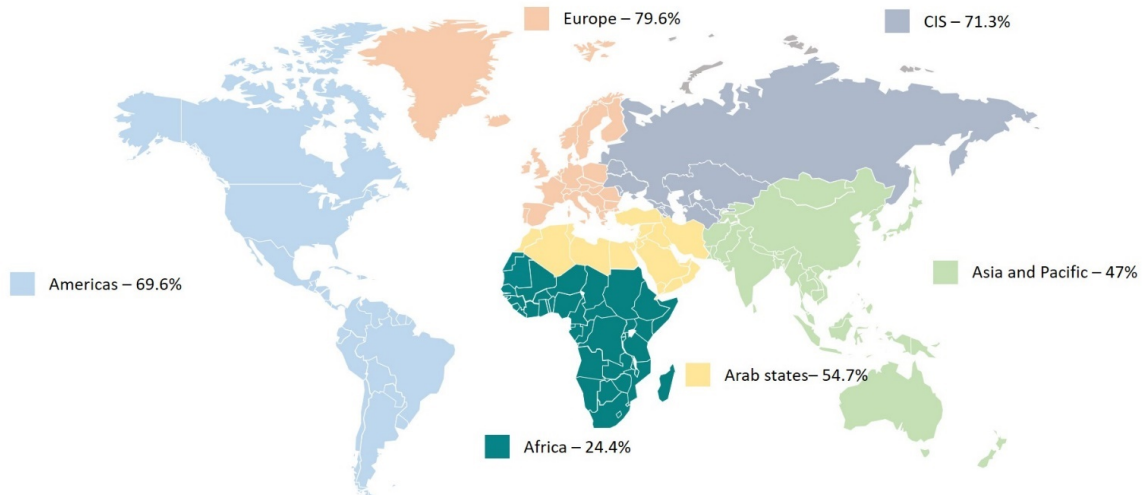 Europe – 79.6%
CIS – 71.3%
Americas – 69.6%
Asia and Pacific – 47%
Arab states– 54.7%
Africa – 24.4%